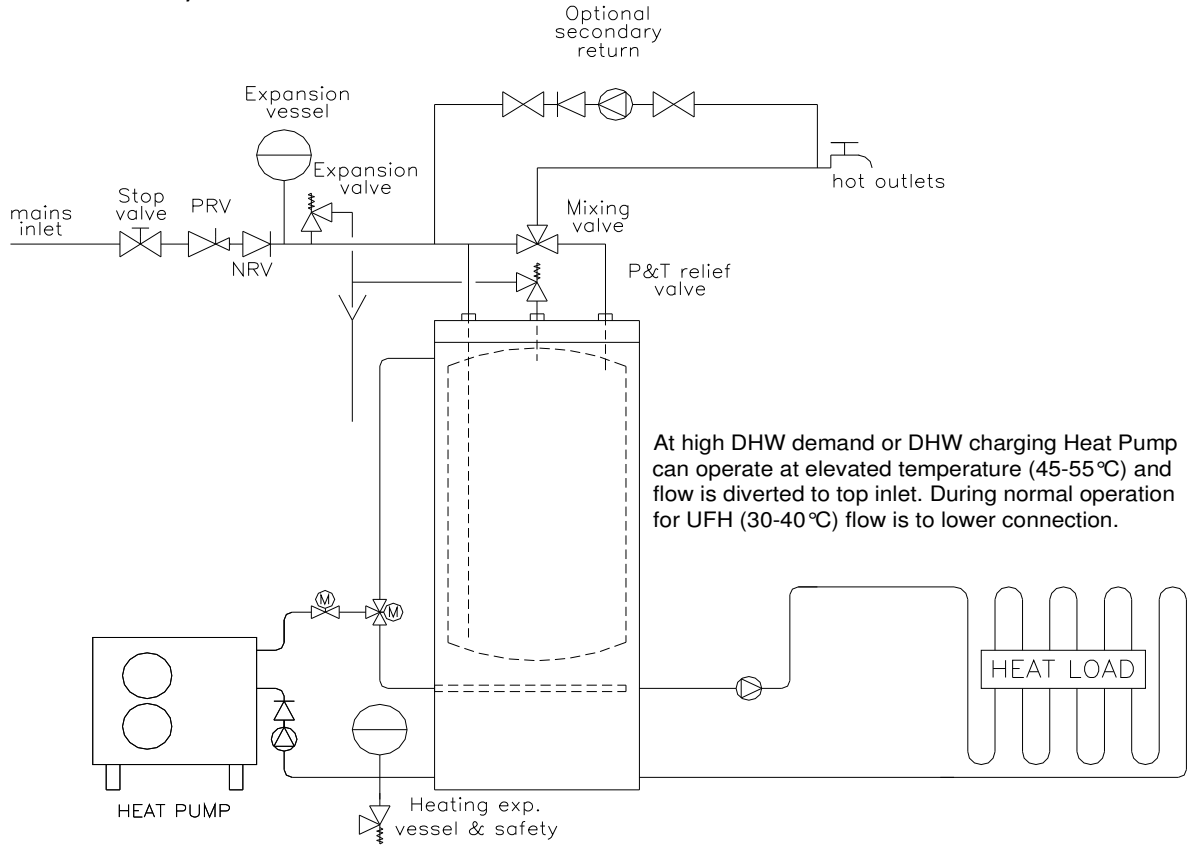 Optional
secondary
return
Expansion
vessel
Expansion
valve
hot outlets
mains
inlet
Stop
valve
PRV
NRV
Mixing
valve
P&T relief
valve
At high DHW demand or DHW charging Heat Pump
can operate at elevated temperature (45-55°C) and
flow is diverted to top inlet. During normal operation
for UFH (30-40°C) flow is to lower connection.
M
M
HEAT LOAD
HEAT PUMP
Heating exp.
vessel & safety